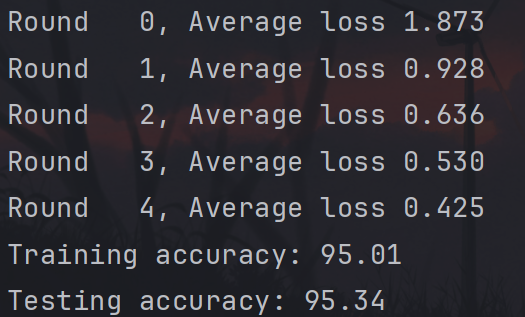 Round   0, Average loss 1.873
Round   1, Average loss 0.928
Round   2, Average loss 0.636
Round   3, Average loss 0.530
Round   4, Average loss 0.425
Training accuracy: 95.01
Testing accuracy: 95.34